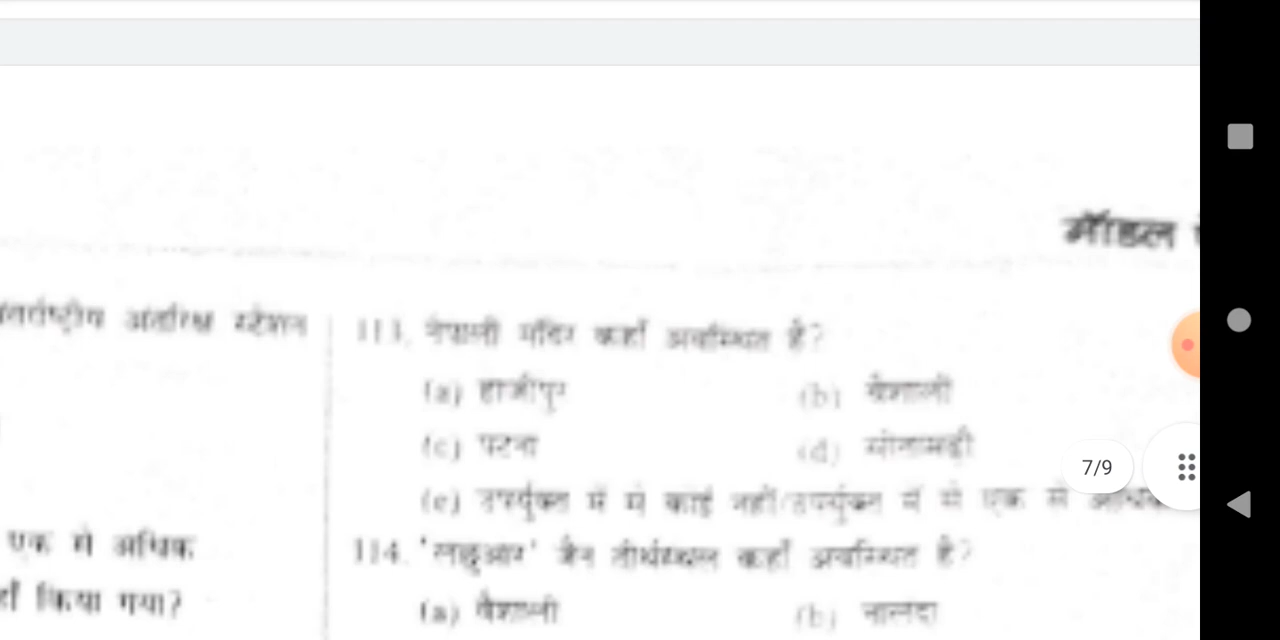 मॉडल
अंतर्राष्ट्रीय अंतरिक्ष स्टेशन
113. नेपाली मंदिर कहाँ अवस्थित है?
(a) हाजीपुर
(b) वैशाली
(c) पटना
(d) सीतामढ़ी
7/9
(e) उपर्युक्त में से कोई नहीं/उपर्युक्त में से एक से अधिक
एक से अधिक
114. 'लछुआर' जैन तीर्थस्थल कहाँ अवस्थित है?
हाँ किया गया?
(a) वैशाली
(b) नालंदा